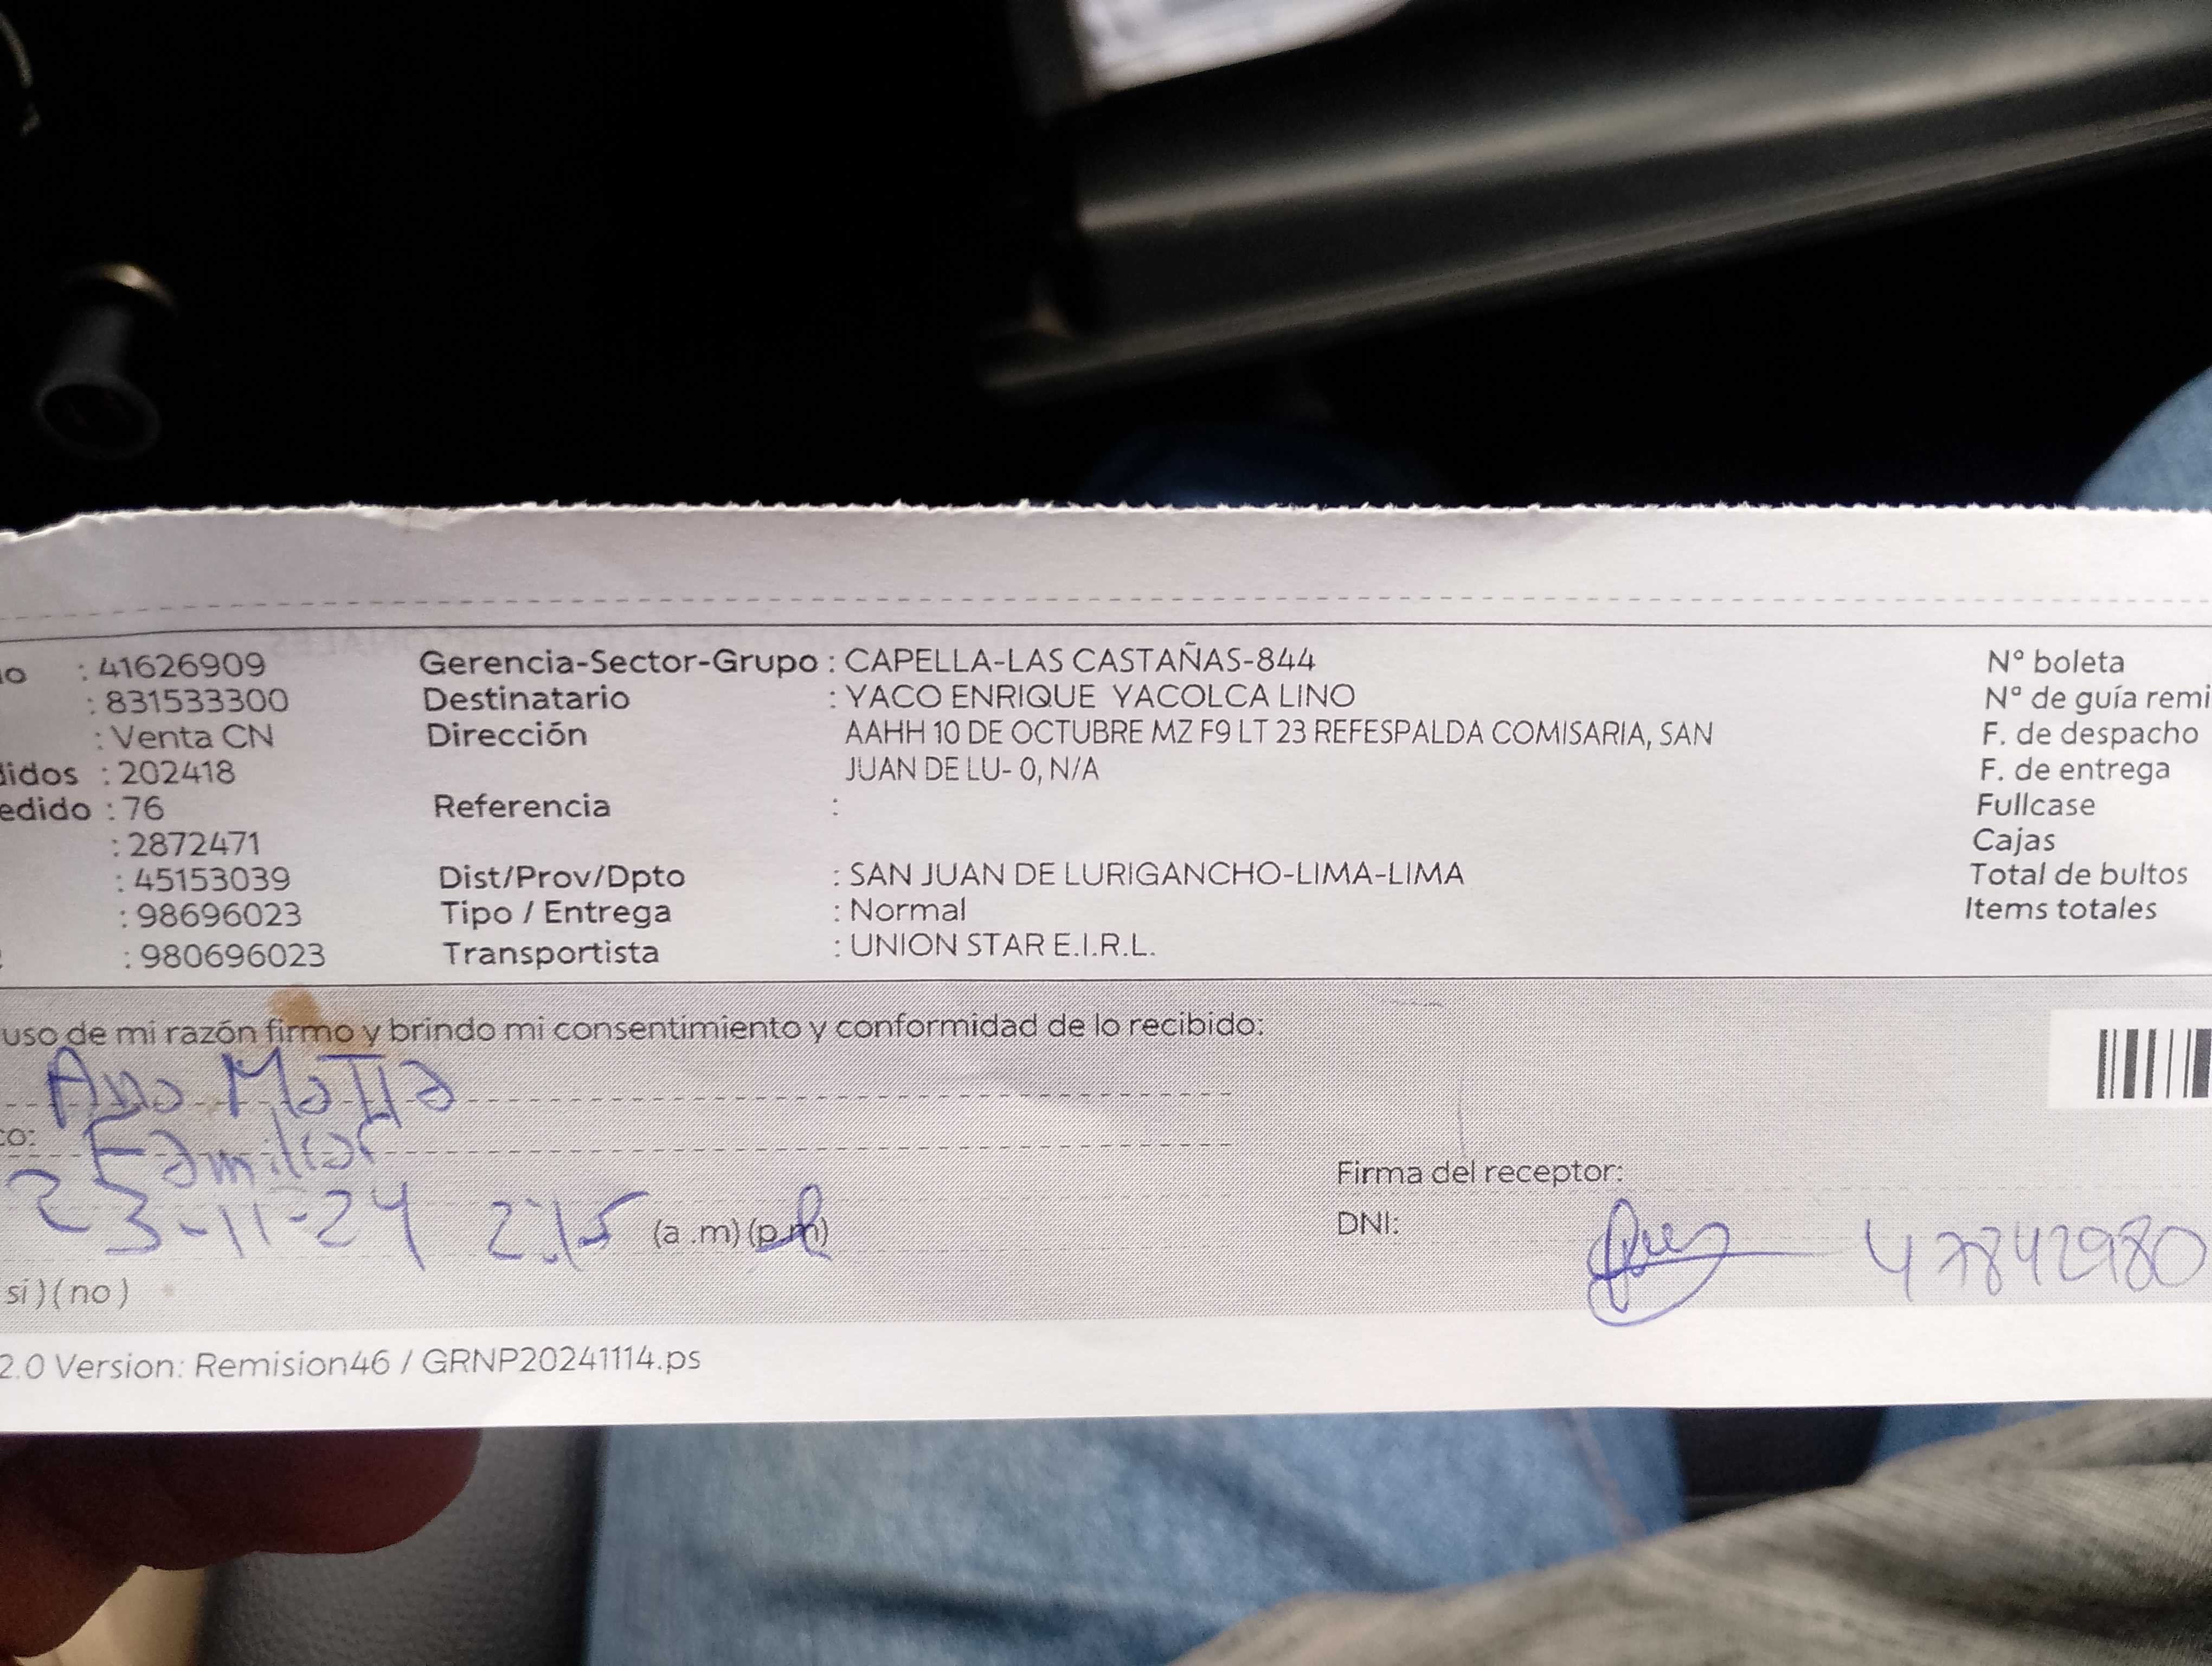 : 41626909 Gerencia-Sector-Grupo : CAPELLA-LAS CASTAÑAS-844 N° boleta
: 831533300 Destinatario : YACO ENRIQUE YACOLCA LINO N° de guía remi
: Venta CN Dirección AAHH 10 DE OCTUBRE MZ F9 LT 23 REFESPALDA COMISARIA, SAN F. de despacho
didos : 202418 JUAN DE LU- 0, N/A F. de entrega
edido : 76 Referencia : Fullcase
: 2872471 Cajas
: 45153039 Dist/Prov/Dpto : SAN JUAN DE LURIGANCHO-LIMA-LIMA Total de bultos
: 98696023 Tipo / Entrega : Normal Items totales
: 980696023 Transportista : UNION STAR E.I.R.L.
uso de mi razón firmo y brindo mi consentimiento y conformidad de lo recibido:
co: Familiar
Firma del receptor:
23-11-24 2:15 (a .m) (p.m) DNI: 47842980
si ) ( no )
2.0 Version: Remision46 / GRNP20241114.ps